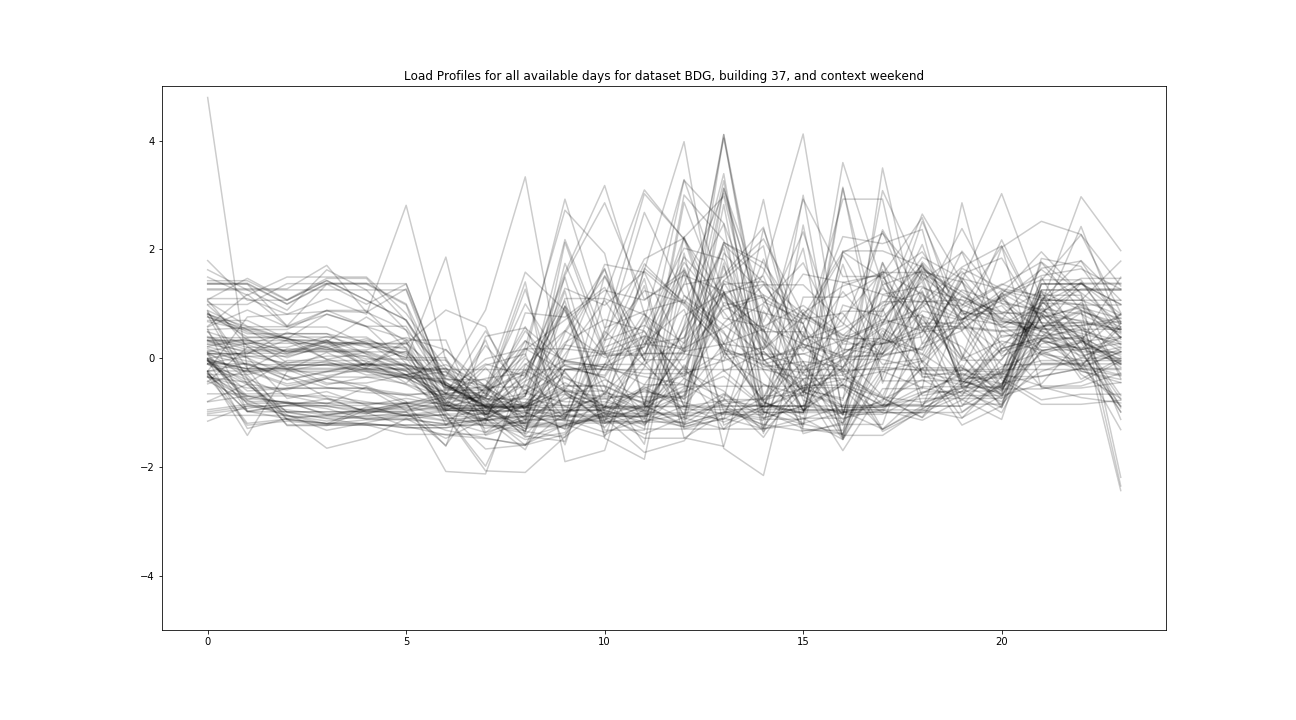 Load Profiles for all available days for dataset BDG, building 37, and context weekend
4
2
0
−2
−4
0 5 10 15 20